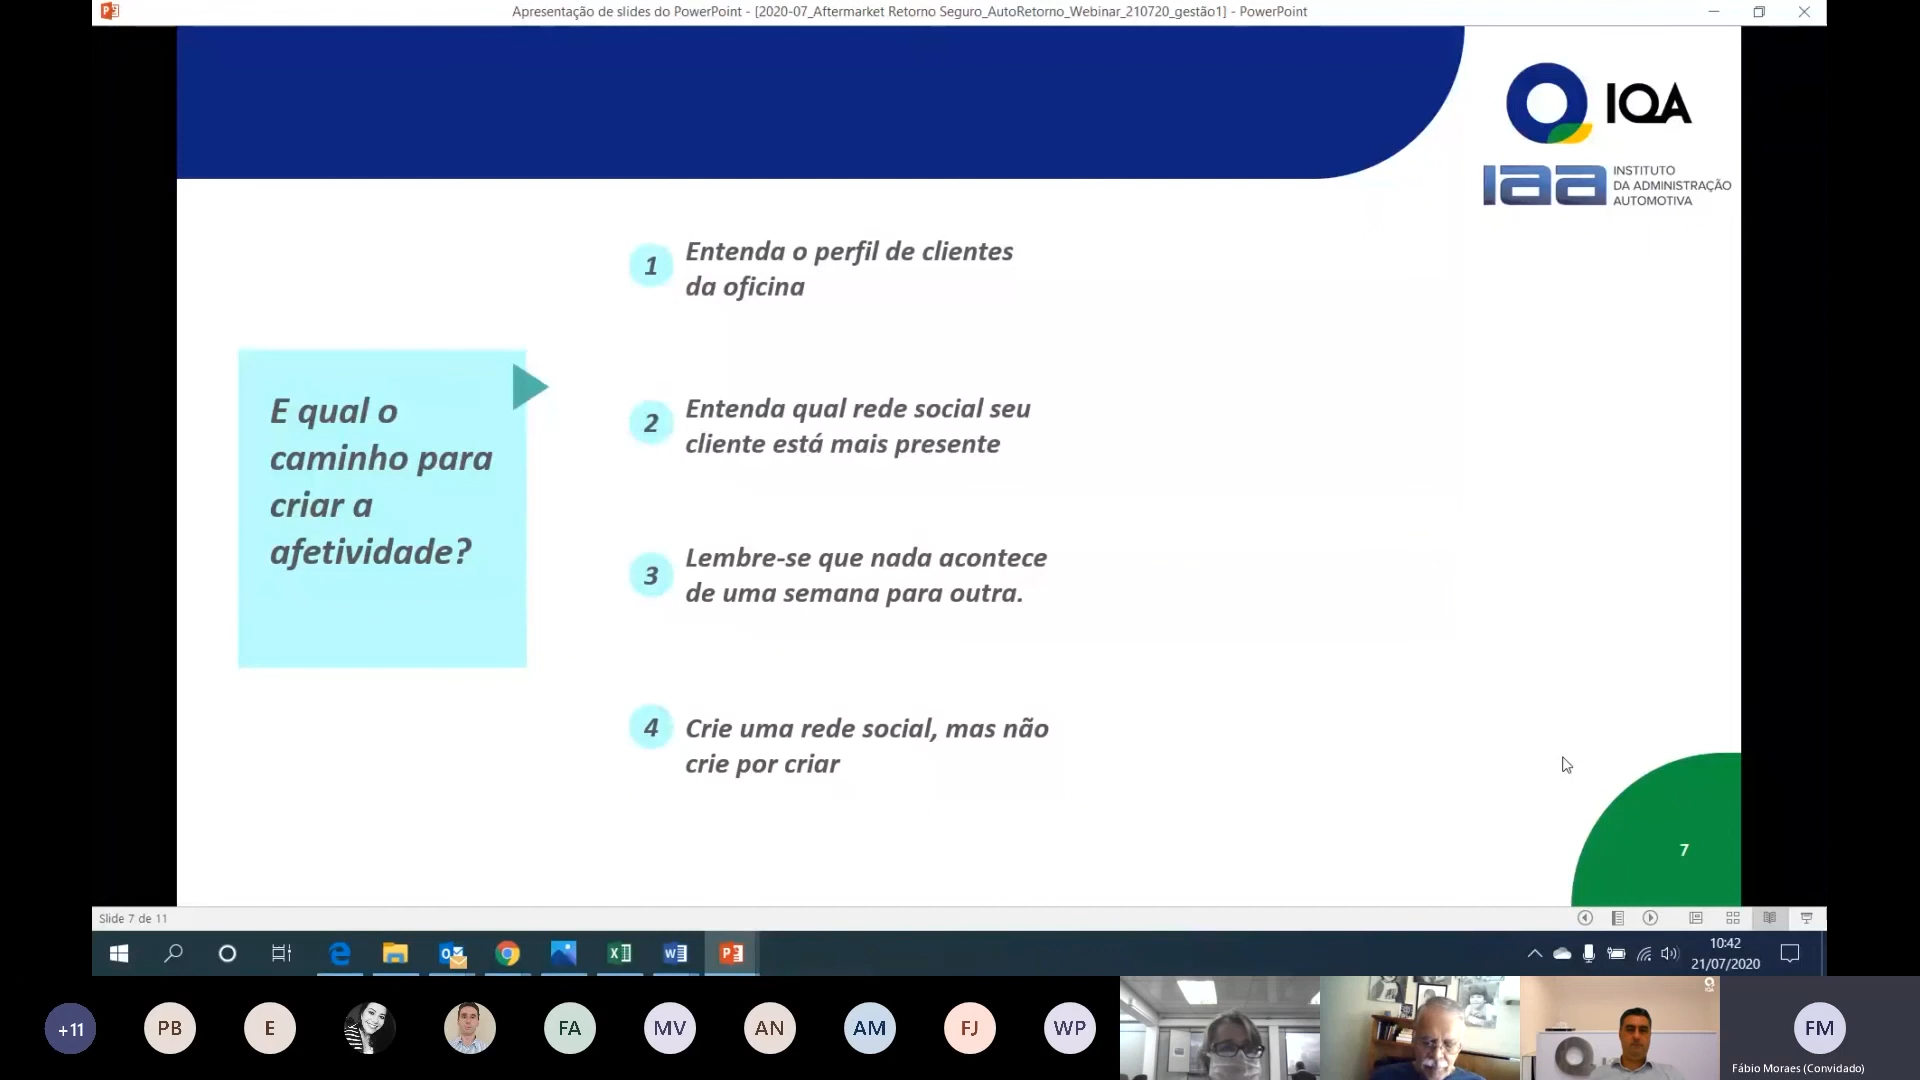 Apresentação de slides do PowerPoint - [2020-07_Aftermarket Retorno Seguro_AutoRetorno_Webinar_210720_gestão1] - PowerPoint
IQA
iaa
INSTITUTO
DA ADMINISTRAÇÃO
AUTOMOTIVA
E qual o
caminho para
criar a
afetividade?
1
Entenda o perfil de clientes
da oficina
2
Entenda qual rede social seu
cliente está mais presente
3
Lembre-se que nada acontece
de uma semana para outra.
4
Crie uma rede social, mas não
crie por criar
7
Slide 7 de 11
10:42
21/07/2020
+11
PB
E
FA
MV
AN
AM
FJ
WP
FM
Fábio Moraes (Convidado)